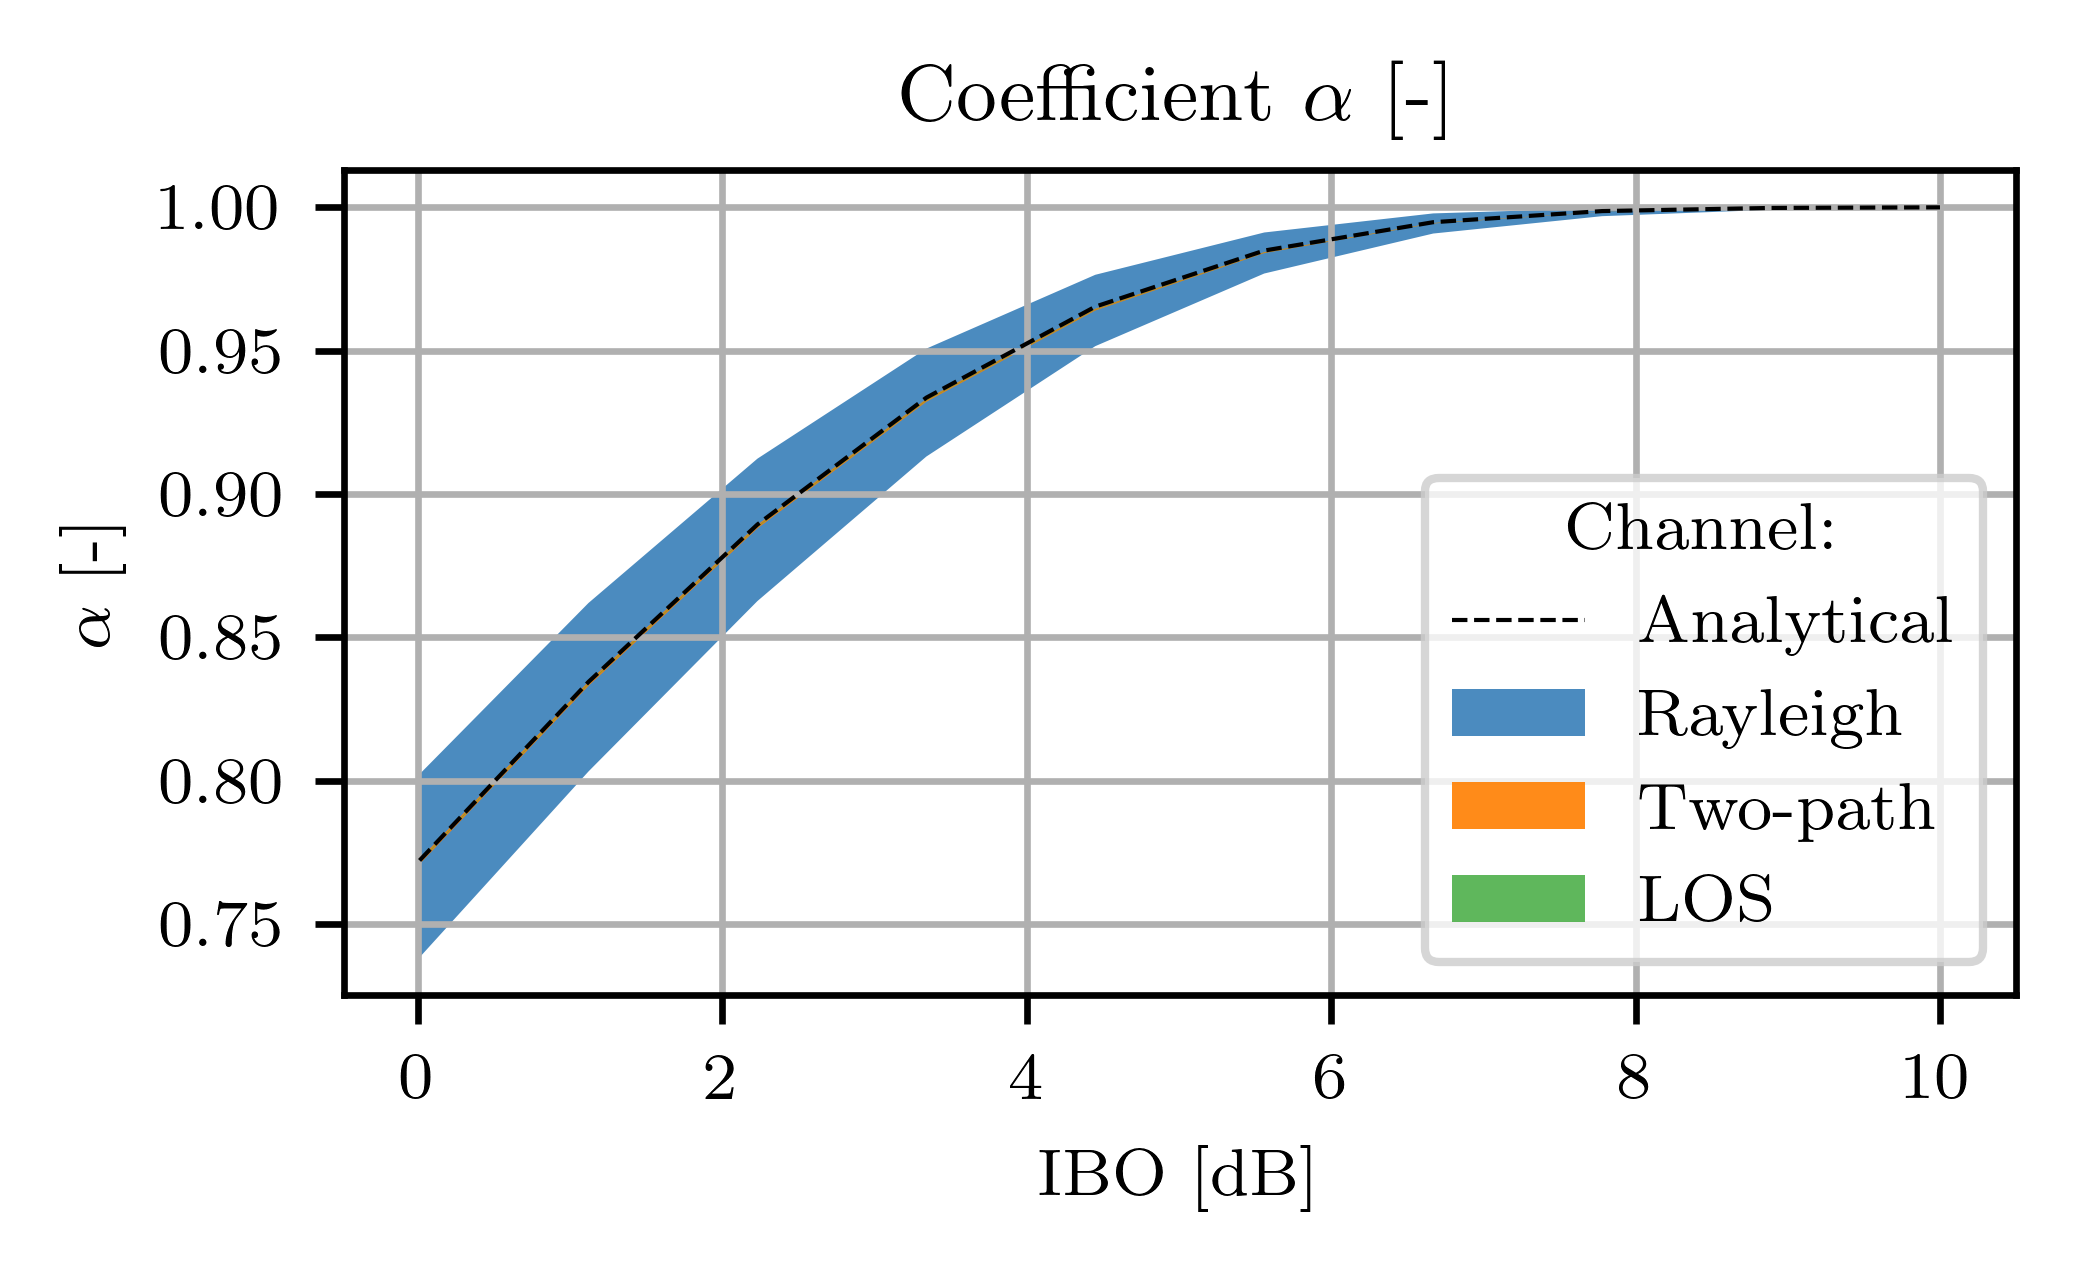 Coefficient α [-]
1.00
0.95
0.90
0.85
0.80
0.75
α [-]
Channel:
Analytical
Rayleigh
Two-path
LOS
0 2 4 6 8 10
IBO [dB]